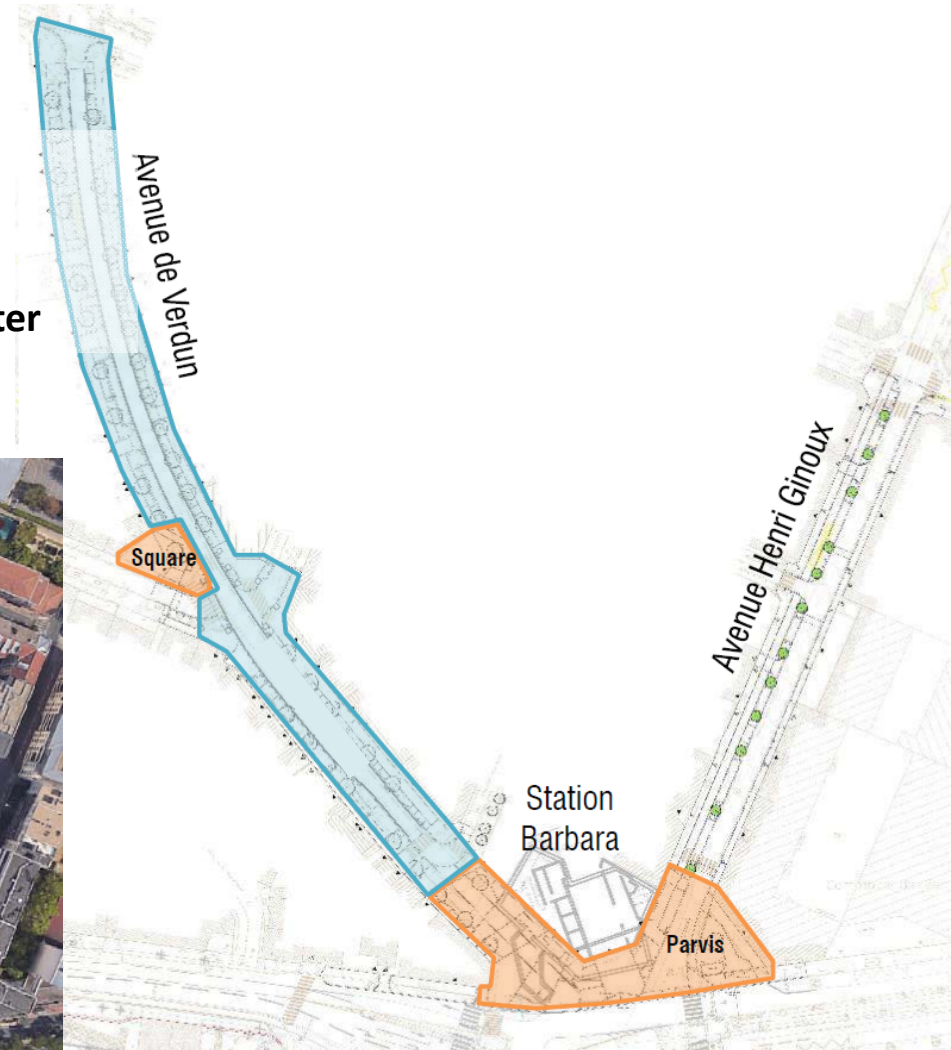 Avenue de Verdun
ter
Square
Avenue Henri Ginoux
Station
Barbara
Parvis